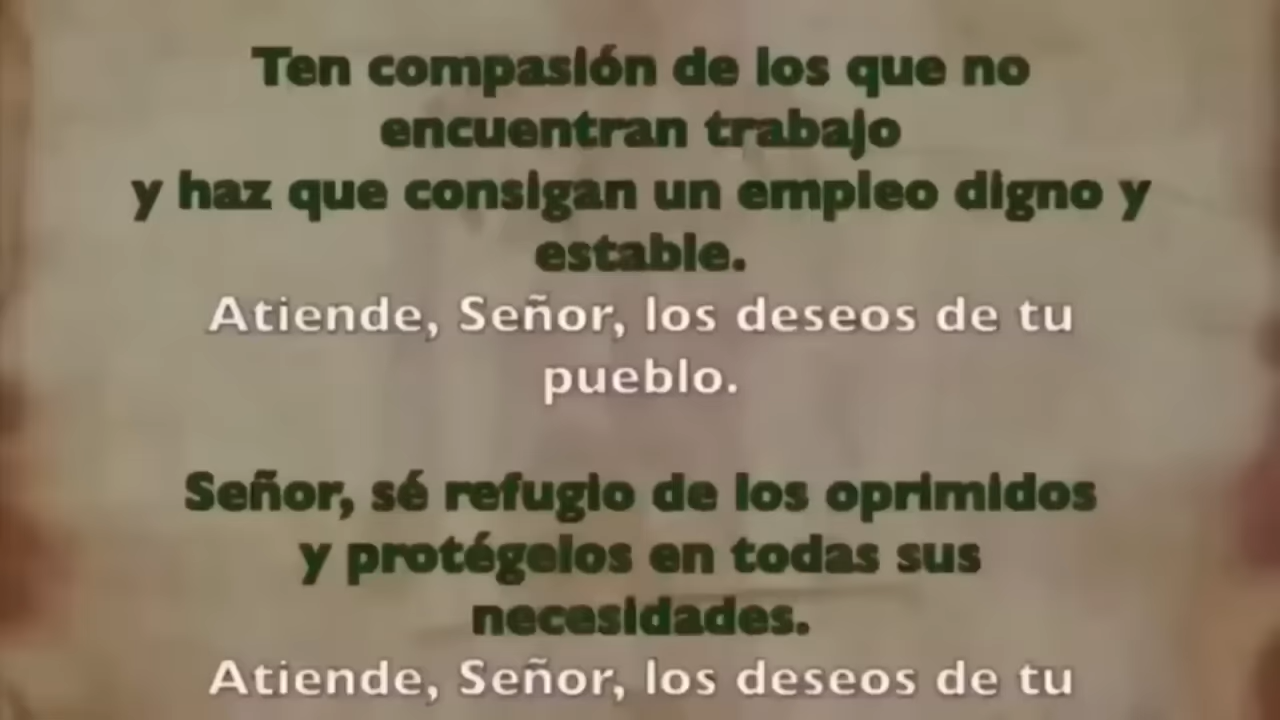 Ten compasión de los que no
encuentran trabajo
y haz que consigan un empleo digno y
estable.
Atiende, Señor, los deseos de tu
pueblo.
Señor, sé refugio de los oprimidos
y protégelos en todas sus
necesidades.
Atiende, Señor, los deseos de tu